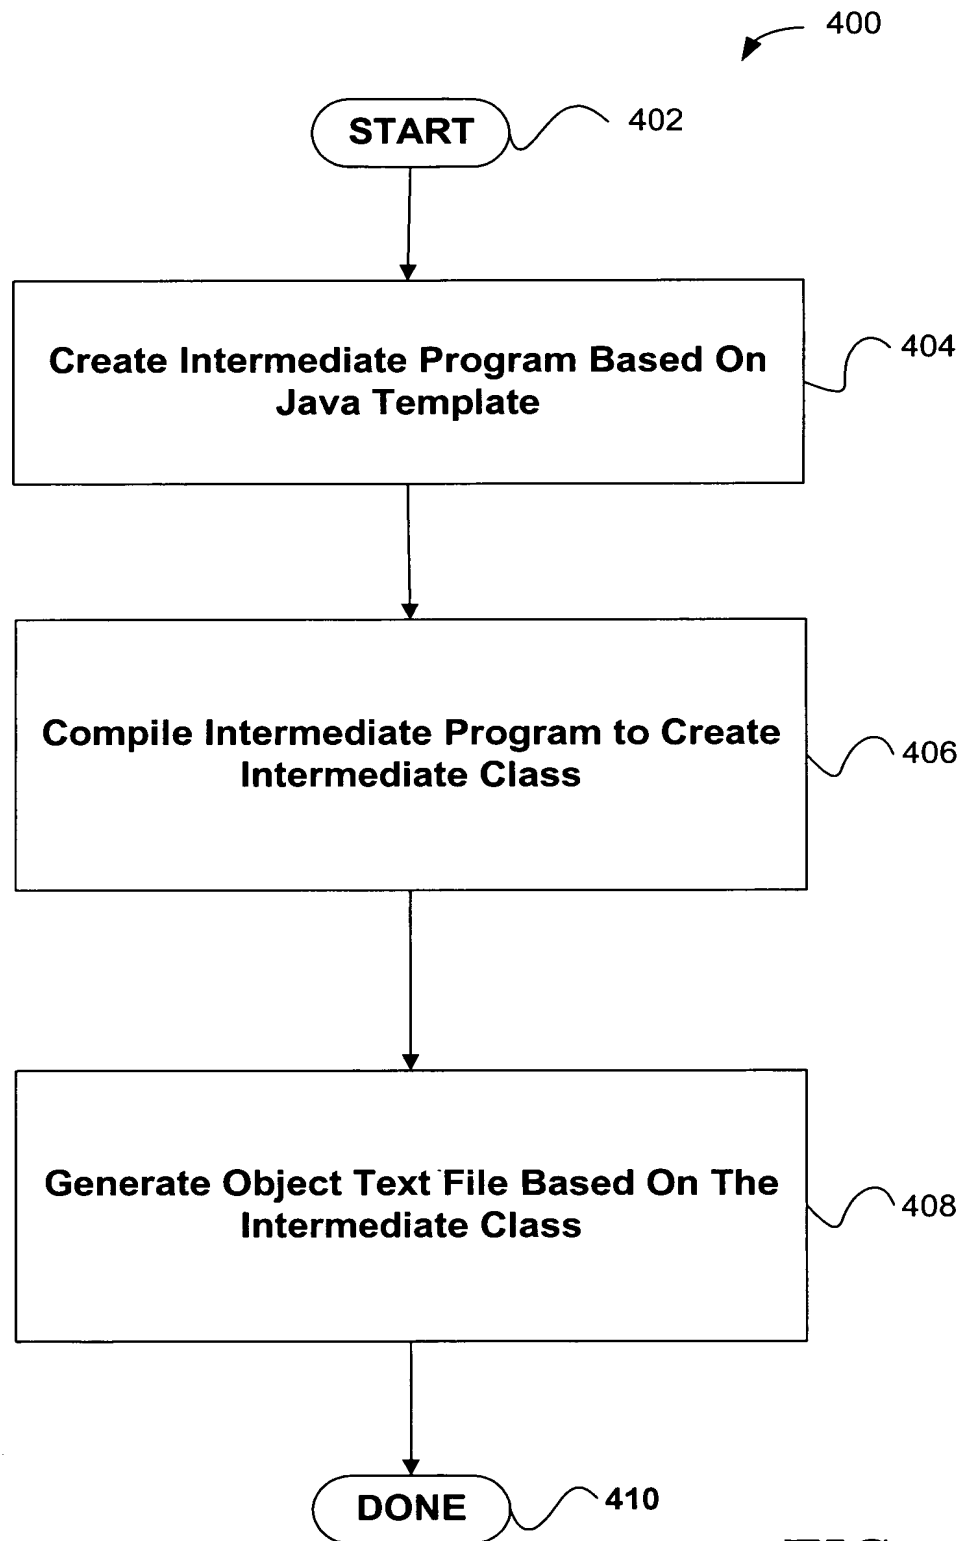 400
START
402
Create Intermediate Program Based On
Java Template
404
Compile Intermediate Program to Create
Intermediate Class
406
Generate Object Text File Based On The
Intermediate Class
408
DONE
410